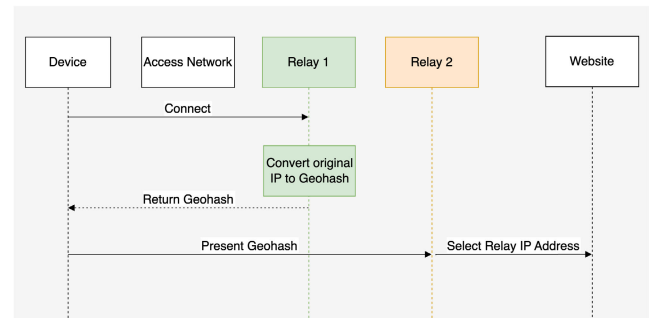 Device
Access Network
Relay 1
Relay 2
Website
Connect
Convert original
IP to Geohash
Return Geohash
Present Geohash
Select Relay IP Address